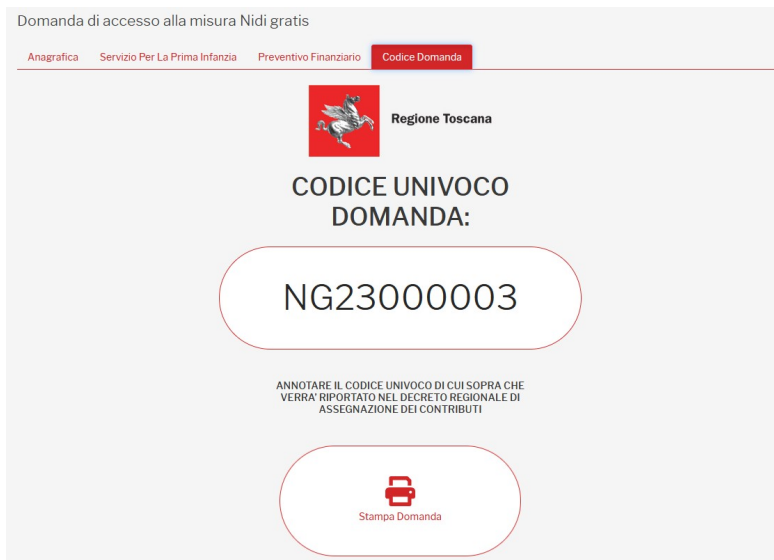 Domanda di accesso alla misura Nidi gratis
Anagrafica Servizio Per La Prima Infanzia Preventivo Finanziario Codice Domanda
Regione Toscana
CODICE UNIVOCO
DOMANDA:
NG23000003
ANNOTARE IL CODICE UNIVOCO DI CUI SOPRA CHE
VERRA' RIPORTATO NEL DECRETO REGIONALE DI
ASSEGNAZIONE DEI CONTRIBUTI
Stampa Domanda